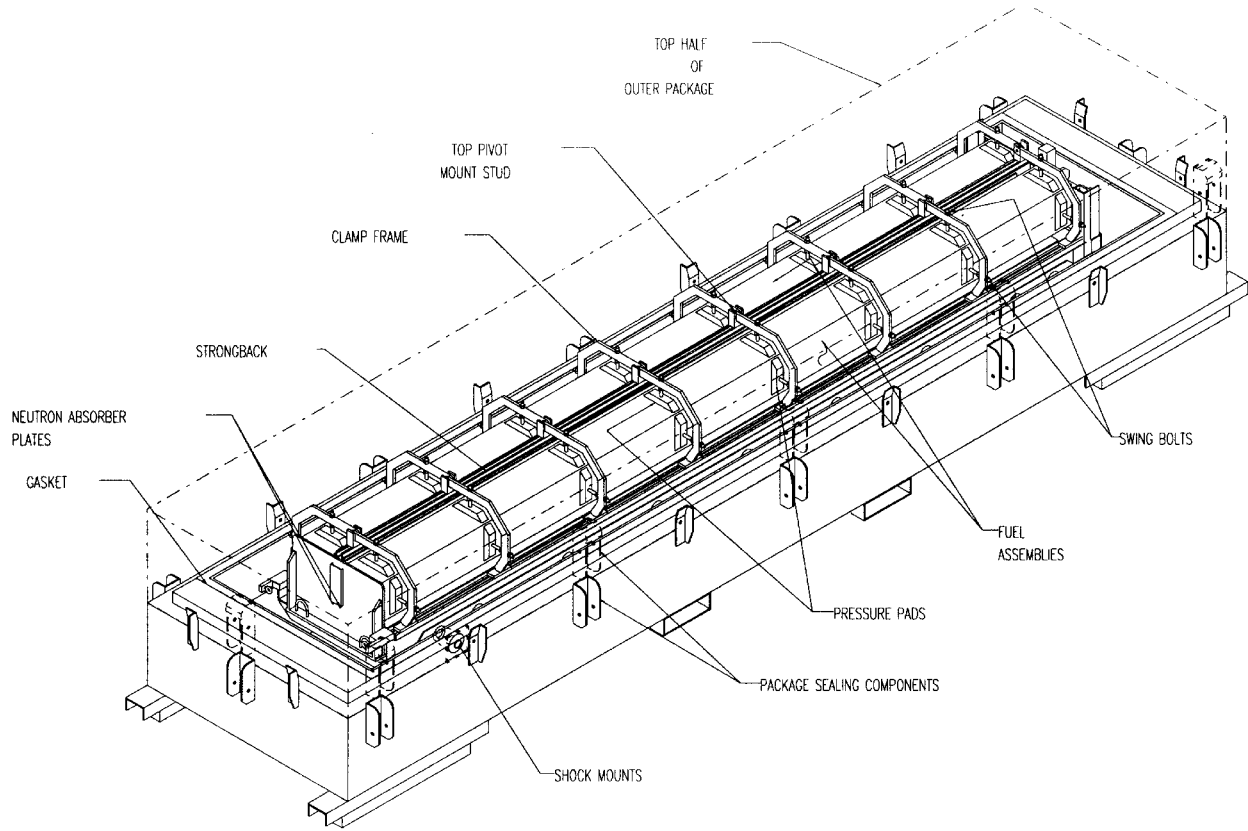 TOP HALF
OF
OUTER PACKAGE
TOP PIVOT
MOUNT STUD
CLAMP FRAME
STRONGBACK
NEUTRON ABSORBER
PLATES
GASKET
SWING BOLTS
FUEL
ASSEMBLIES
PRESSURE PADS
PACKAGE SEALING COMPONENTS
SHOCK MOUNTS